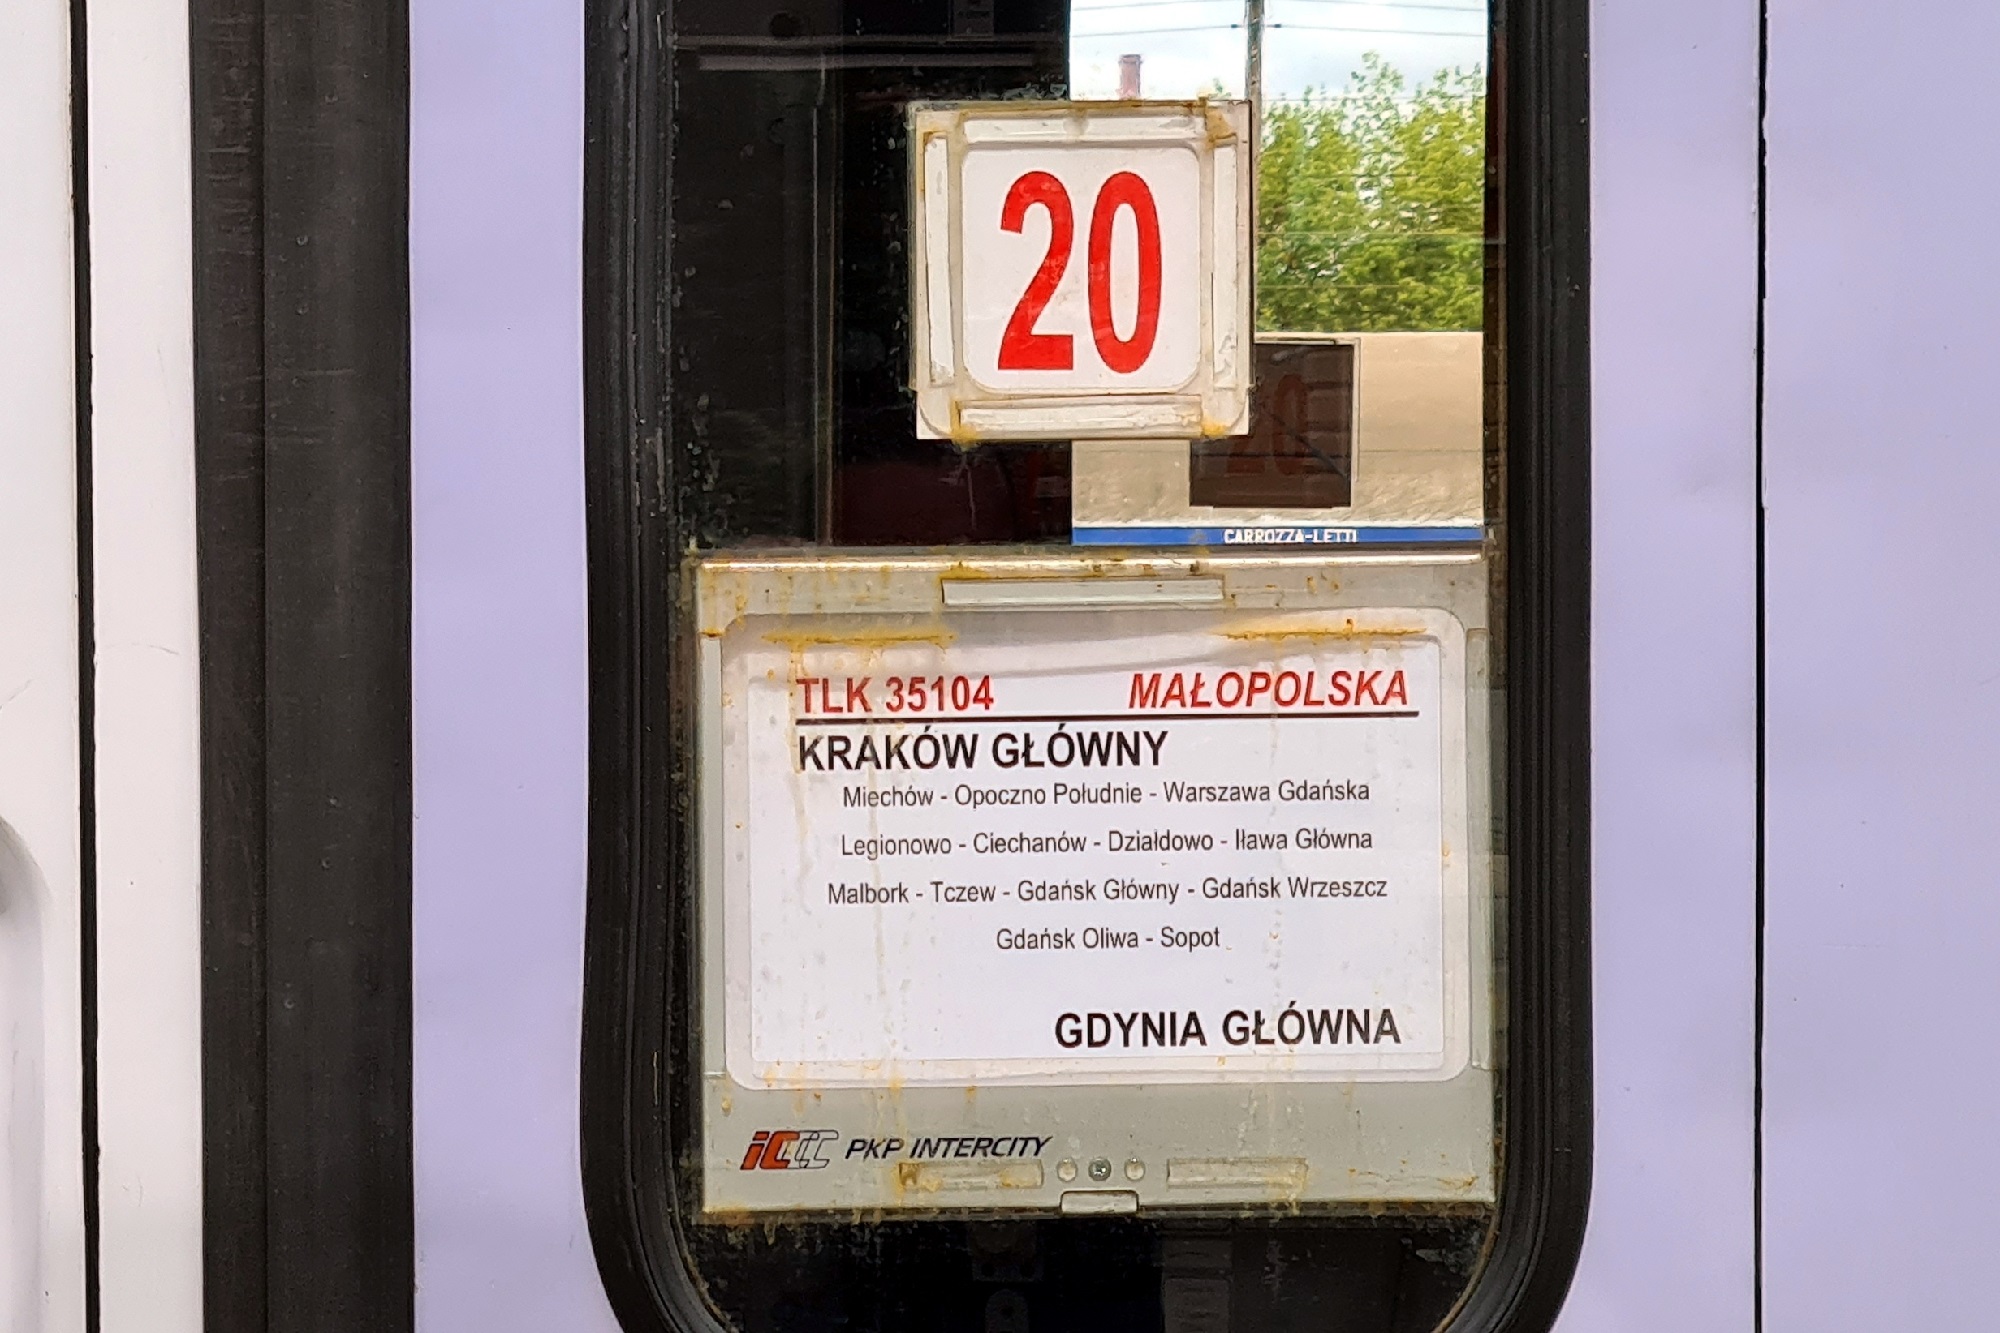 20
CARROZZA-LETTI
TLK 35104 MAŁOPOLSKA
KRAKÓW GŁÓWNY
Miechów - Opoczno Południe - Warszawa Gdańska
Legionowo - Ciechanów - Działdowo - Iława Główna
Malbork - Tczew - Gdańsk Główny - Gdańsk Wrzeszcz
Gdańsk Oliwa - Sopot
GDYNIA GŁÓWNA
IC PKP INTERCITY